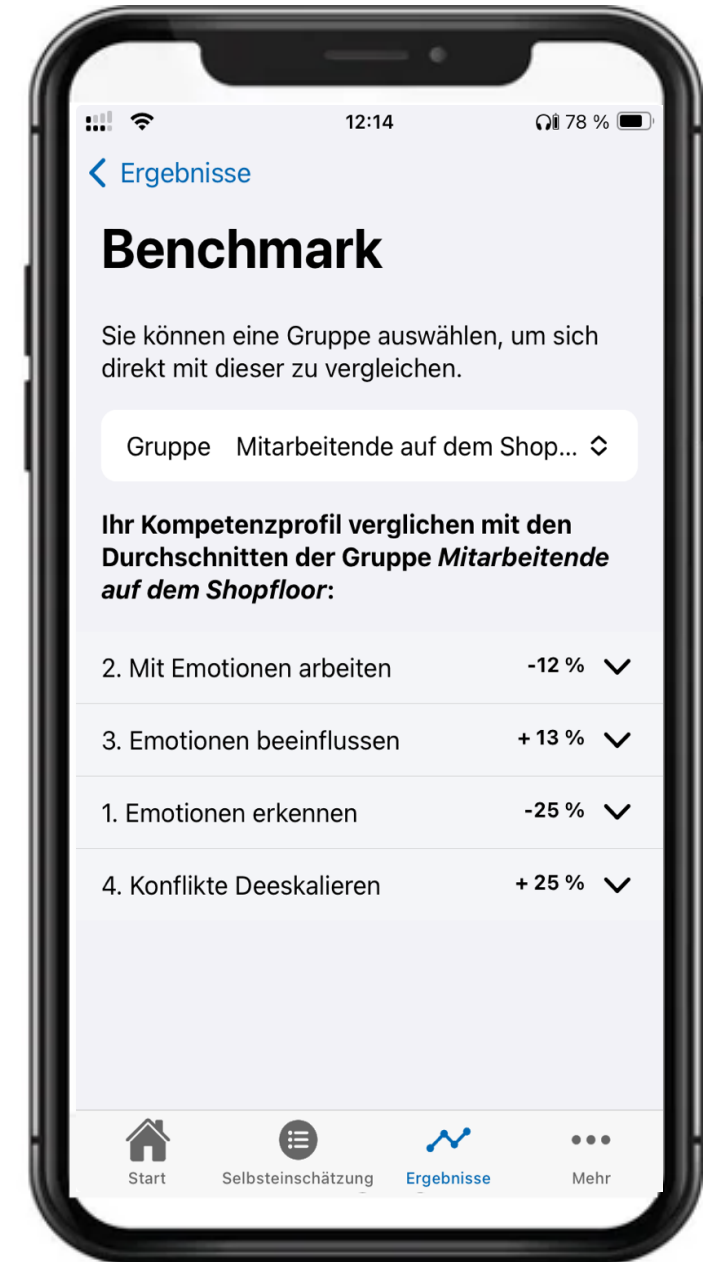 12:14
78 %
Ergebnisse
Benchmark
Sie können eine Gruppe auswählen, um sich
direkt mit dieser zu vergleichen.
Gruppe Mitarbeitende auf dem Shop...
Ihr Kompetenzprofil verglichen mit den
Durchschnitten der Gruppe Mitarbeitende
auf dem Shopfloor:
2. Mit Emotionen arbeiten -12 %
3. Emotionen beeinflussen + 13 %
1. Emotionen erkennen -25 %
4. Konflikte Deeskalieren + 25 %
Start Selbsteinschätzung Ergebnisse Mehr